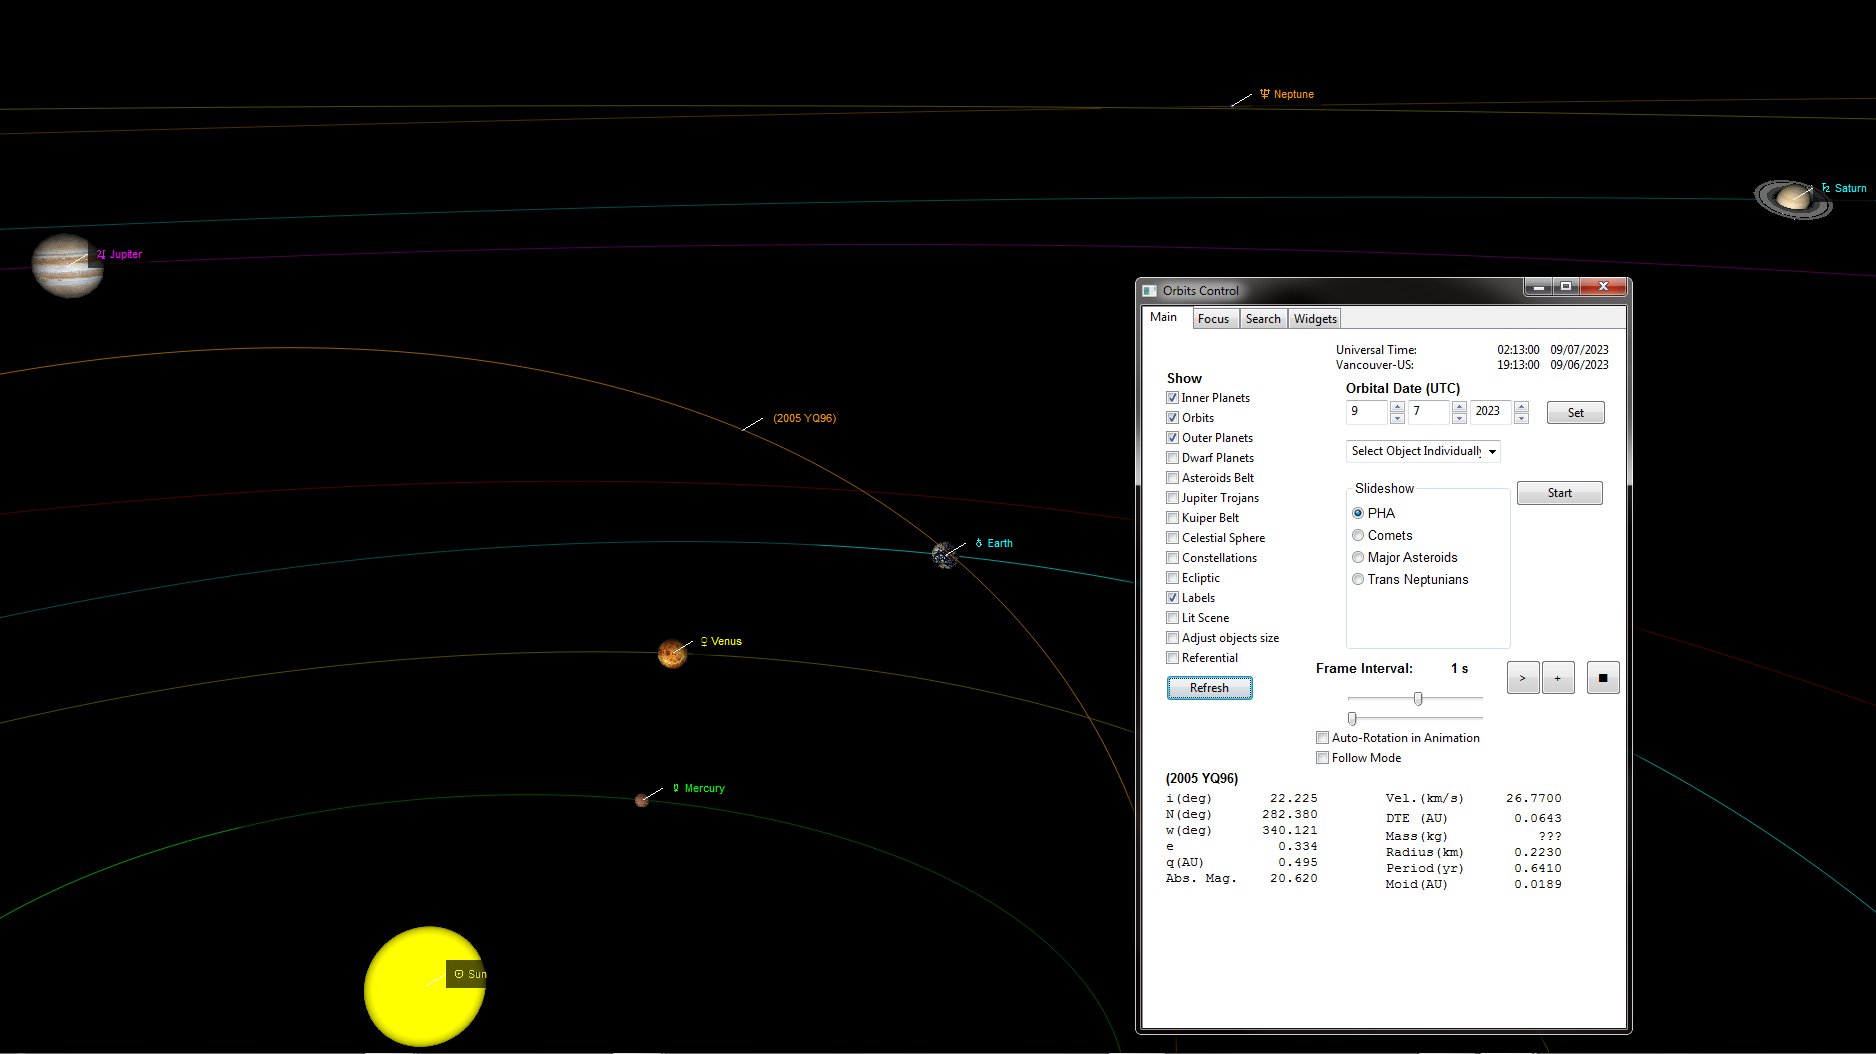 ♆ Neptune
♄ Saturn
♃ Jupiter
(2005 YQ96)
♁ Earth
♀ Venus
☿ Mercury
☉ Sun
Orbits Control
Main Focus Search Widgets
Universal Time: 02:13:00 09/07/2023
Vancouver-US: 19:13:00 09/06/2023
Show
Inner Planets
Orbits
Outer Planets
Dwarf Planets
Asteroids Belt
Jupiter Trojans
Kuiper Belt
Celestial Sphere
Constellations
Ecliptic
Labels
Lit Scene
Adjust objects size
Referential
Refresh
Orbital Date (UTC)
9 7 2023 Set
Select Object Individually
Slideshow
Start
PHA
Comets
Major Asteroids
Trans Neptunians
Frame Interval: 1 s
> + ■
Auto-Rotation in Animation
Follow Mode
(2005 YQ96)
i(deg) 22.225 Vel.(km/s) 26.7700
N(deg) 282.380 DTE (AU) 0.0643
w(deg) 340.121 Mass(kg) ???
e 0.334 Radius(km) 0.2230
q(AU) 0.495 Period(yr) 0.6410
Abs. Mag. 20.620 Moid(AU) 0.0189